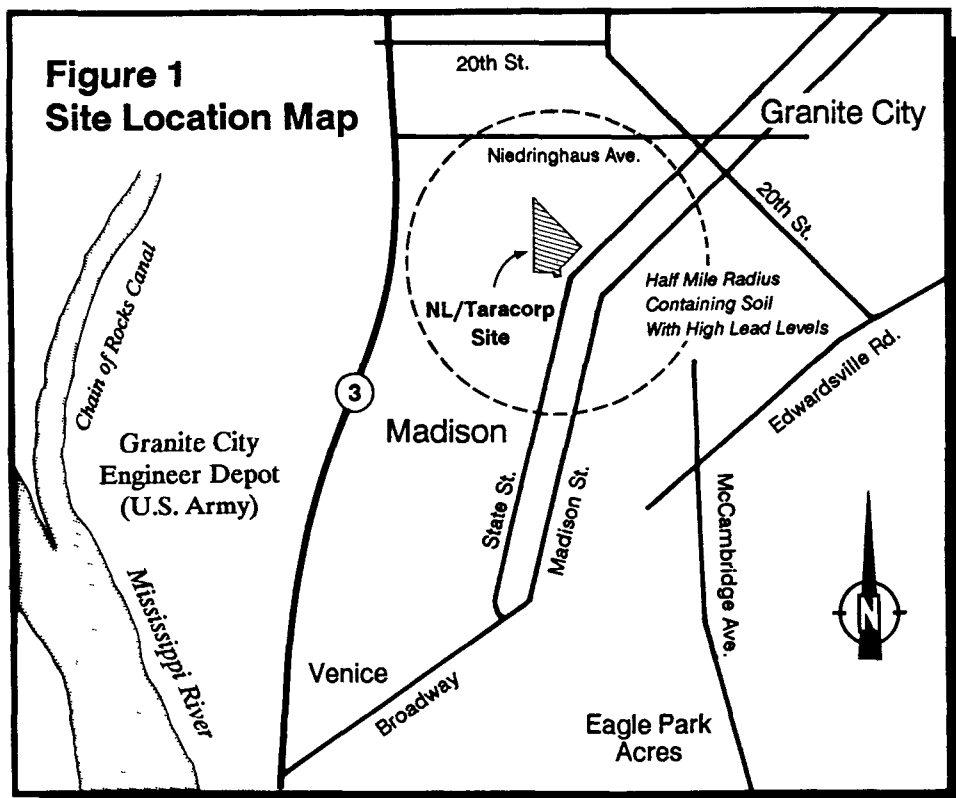 Figure 1
Site Location Map
20th St.
Granite City
Niedringhaus Ave.
20th St.
NL/Taracorp
Site
Half Mile Radius
Containing Soil
With High Lead Levels
Chain of Rocks Canal
3
Edwardsville Rd.
Madison
Granite City
Engineer Depot
(U.S. Army)
State St.
Madison St.
McCambridge Ave.
Mississippi River
N
Venice
Broadway
Eagle Park
Acres